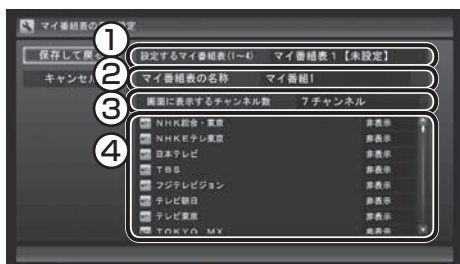 マイ番組表の 定
① 
保存して戻 設定するマイ番組表(1~4) マイ番組表1【未設定】
②
キャンセル マイ番組表の名称 マイ番組1
③
画面に表示するチャンネル数 7チャンネル
④
NHK総合・東京 非表示
NHKEテレ東京 非表示
日本テレビ 非表示
TBS 非表示
フジテレビジョン 非表示
テレビ朝日 非表示
テレビ東京 非表示
TOKYO MX 非表示